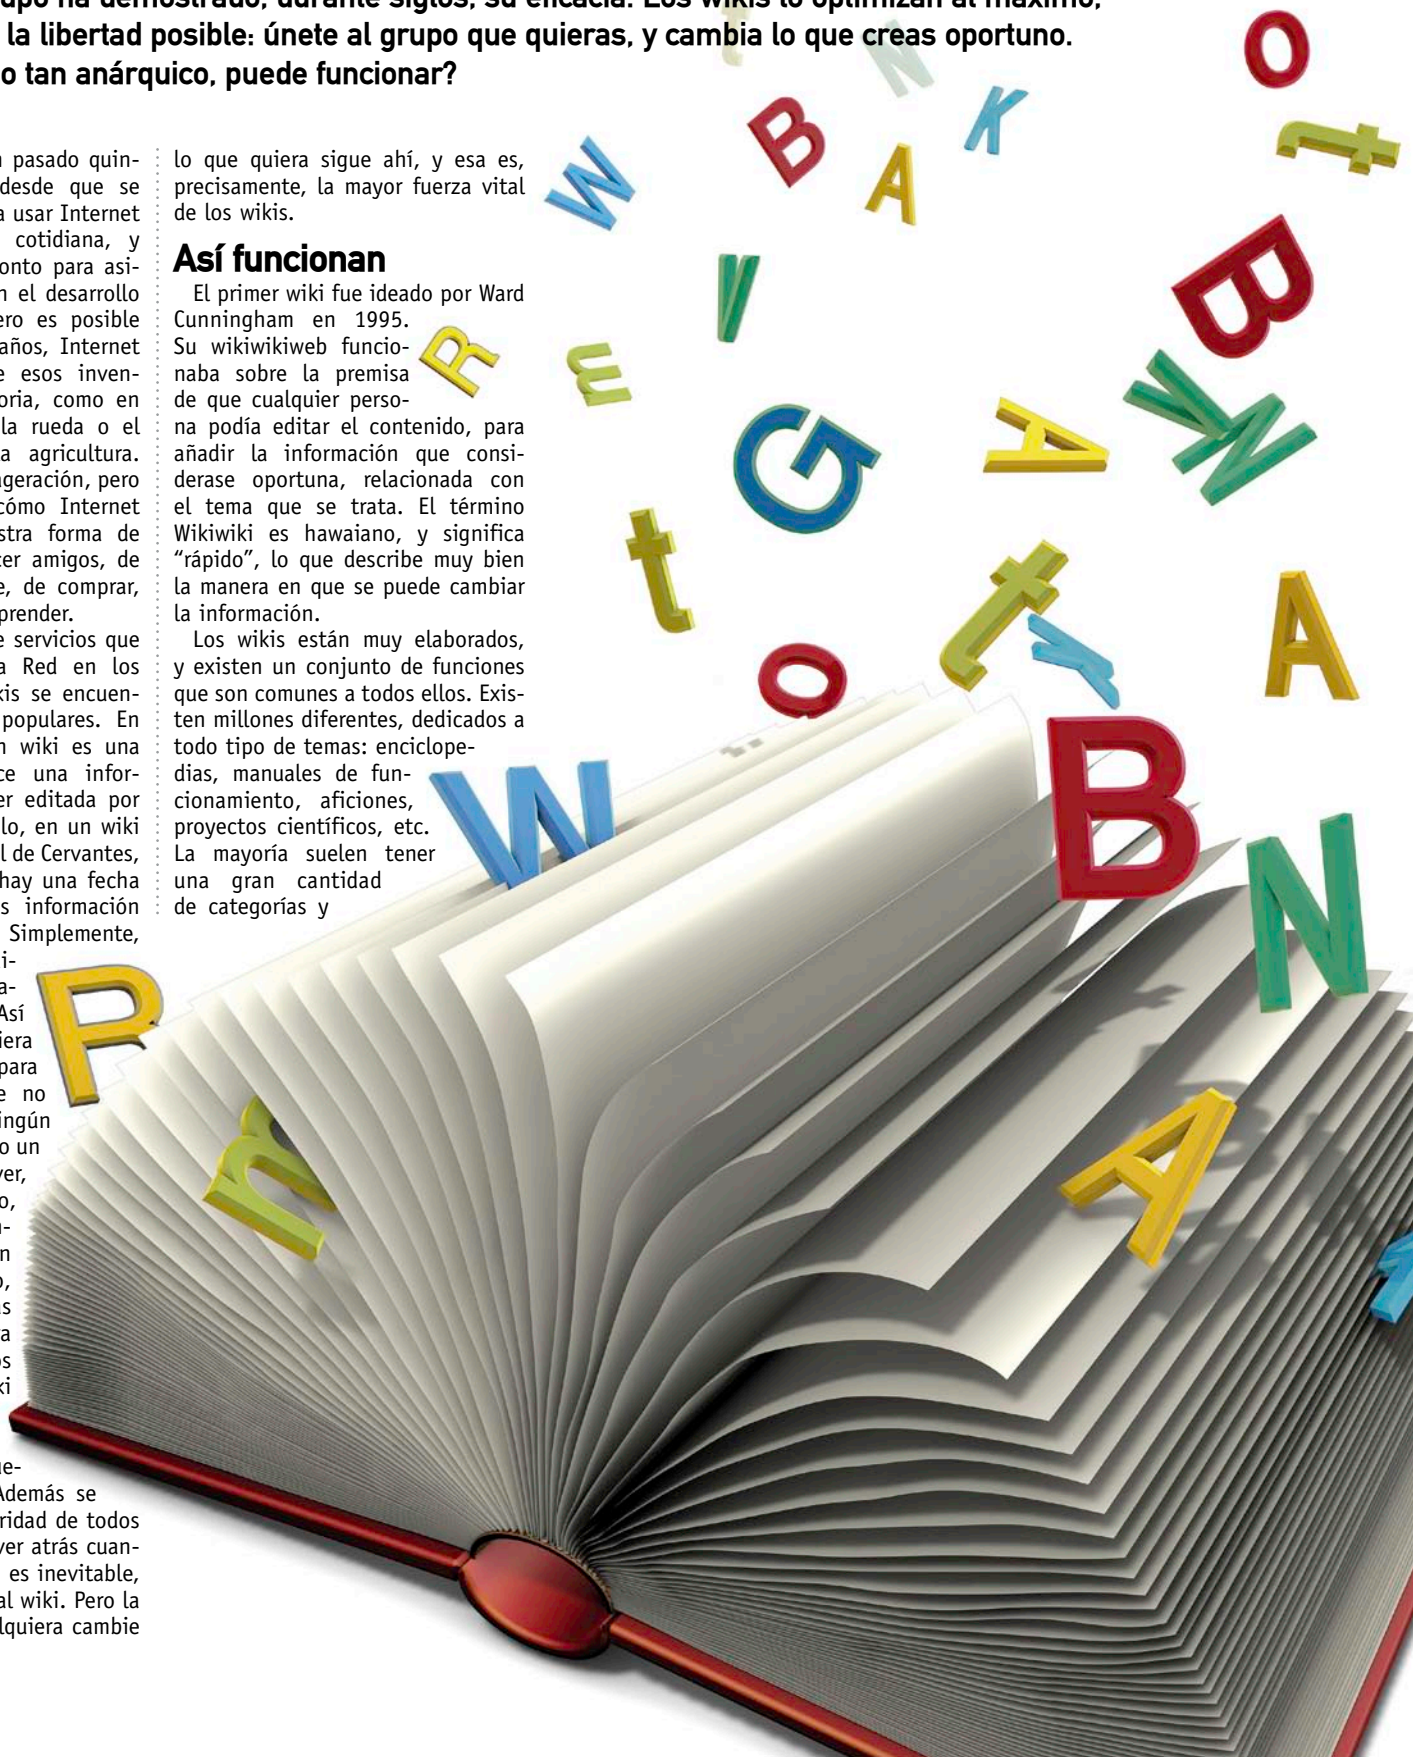 upo ha demostrado, durante siglos, su eficacia. Los wikis lo optimizan al máximo,
la libertad posible: únete al grupo que quieras, y cambia lo que creas oportuno.
o tan anárquico, puede funcionar?
pasado quin-
desde que se
a usar Internet
cotidiana, y
onto para asi-
n el desarrollo
ero es posible
años, Internet
e esos inven-
oria, como en
la rueda o el
a agricultura.
geración, pero
cómo Internet
stra forma de
cer amigos, de
e, de comprar,
prender.
e servicios que
a Red en los
kis se encuen-
populares. En
n wiki es una
ce una infor-
er editada por
lo, en un wiki
l de Cervantes,
hay una fecha
s información
Simplemente,
i-
a-
Así
iera
para
e no
ingún
o un
ver,
o,
n-
n
o,
as
a
os
ki
ue-
Además se
ridad de todos
ver atrás cuan-
es inevitable,
al wiki. Pero la
lquiera cambie
lo que quiera sigue ahí, y esa es,
precisamente, la mayor fuerza vital
de los wikis.
Así funcionan
El primer wiki fue ideado por Ward
Cunningham en 1995.
Su wikiwikiweb funcio-
naba sobre la premisa
de que cualquier perso-
na podía editar el contenido, para
añadir la información que consi-
derase oportuna, relacionada con
el tema que se trata. El término
Wikiwiki es hawaiano, y significa
“rápido”, lo que describe muy bien
la manera en que se puede cambiar
la información.
Los wikis están muy elaborados,
y existen un conjunto de funciones
que son comunes a todos ellos. Exis-
ten millones diferentes, dedicados a
todo tipo de temas: enciclope-
dias, manuales de fun-
cionamiento, aficiones,
proyectos científicos, etc.
La mayoría suelen tener
una gran cantidad
de categorías y
t
N
O
B
K
t
W
A
B
V
R
m
W
A
G
t
t
K
A
O
W
B
N
P
m
A